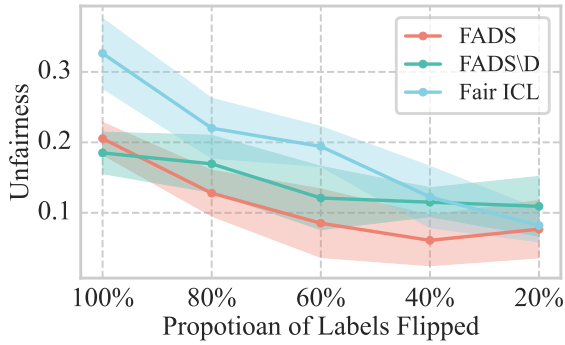 FADS
FADS\D
Fair ICL
0.3
0.2
0.1
Unfairness
100% 80% 60% 40% 20%
Propotioan of Labels Flipped